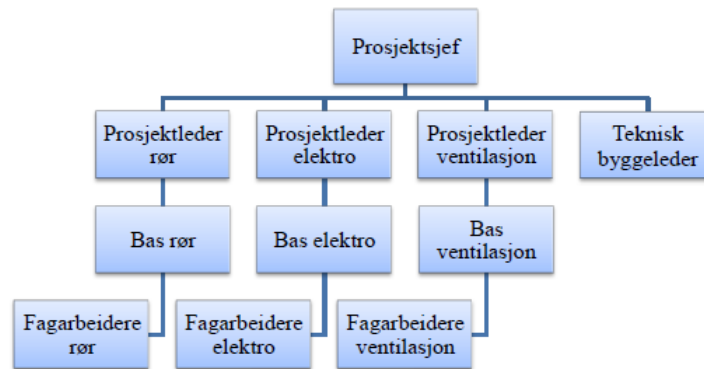 Prosjektsjef
Prosjektleder
rør
Prosjektleder
elektro
Prosjektleder
ventilasjon
Teknisk
byggeleder
Bas rør
Bas elektro
Bas
ventilasjon
Fagarbeidere
rør
Fagarbeidere
elektro
Fagarbeidere
ventilasjon